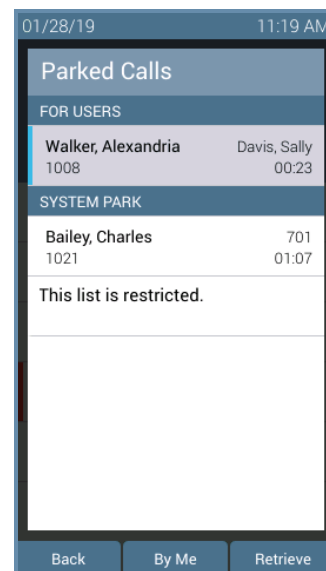 01/28/19 11:19 AM
Parked Calls
FOR USERS
Walker, Alexandria Davis, Sally
1008 00:23
SYSTEM PARK
Bailey, Charles 701
1021 01:07
This list is restricted.
Back By Me Retrieve